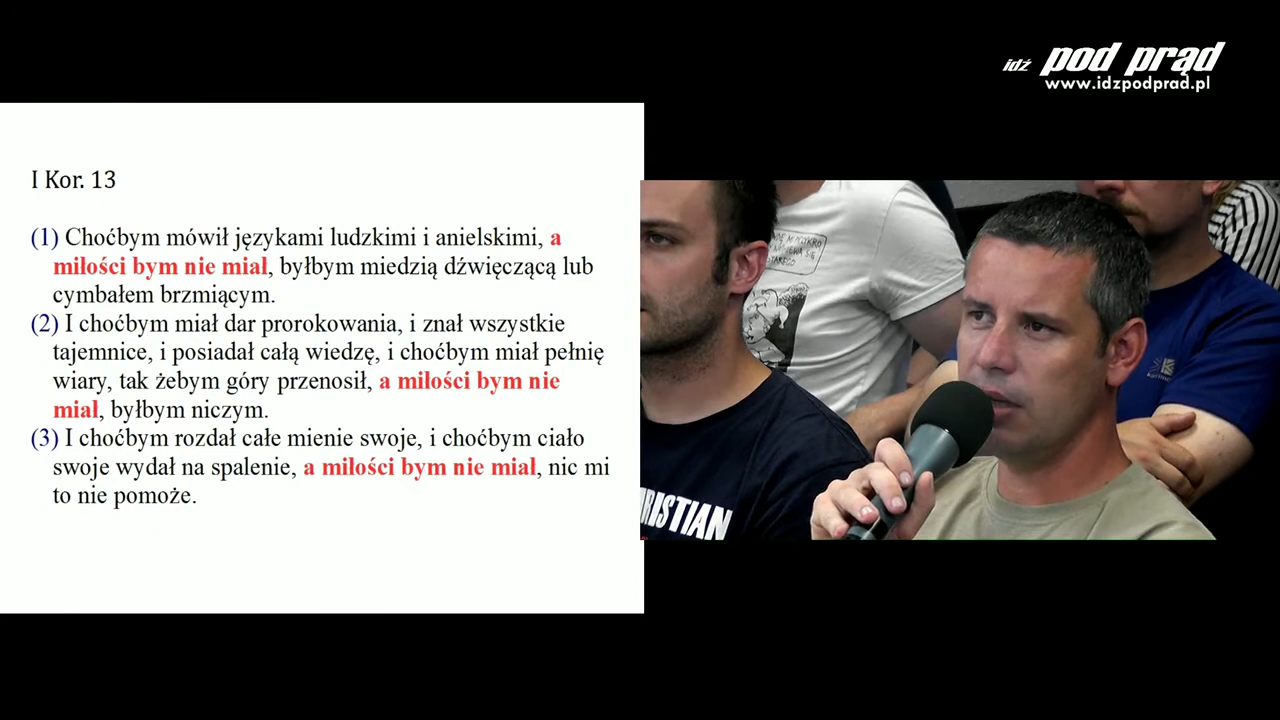 idź pod prąd
www.idzpodprad.pl
I Kor. 13
(1) Choćbym mówił językami ludzkimi i anielskimi, a
miłości bym nie miał, byłbym miedzią dźwięczącą lub
cymbałem brzmiącym.
(2) I choćbym miał dar prorokowania, i znał wszystkie
tajemnice, i posiadał całą wiedzę, i choćbym miał pełnię
wiary, tak żebym góry przenosił, a miłości bym nie
miał, byłbym niczym.
(3) I choćbym rozdał całe mienie swoje, i choćbym ciało
swoje wydał na spalenie, a miłości bym nie miał, nic mi
to nie pomoże.
RISTIAN